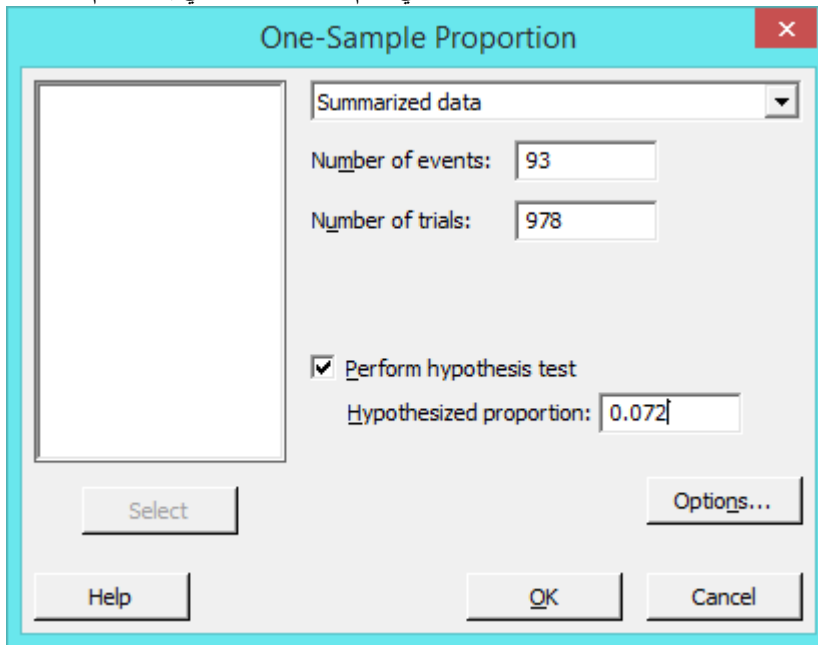 One-Sample Proportion
Summarized data
Number of events: 93
Number of trials: 978
Perform hypothesis test
Hypothesized proportion: 0.072
Select
Options...
Help
OK
Cancel